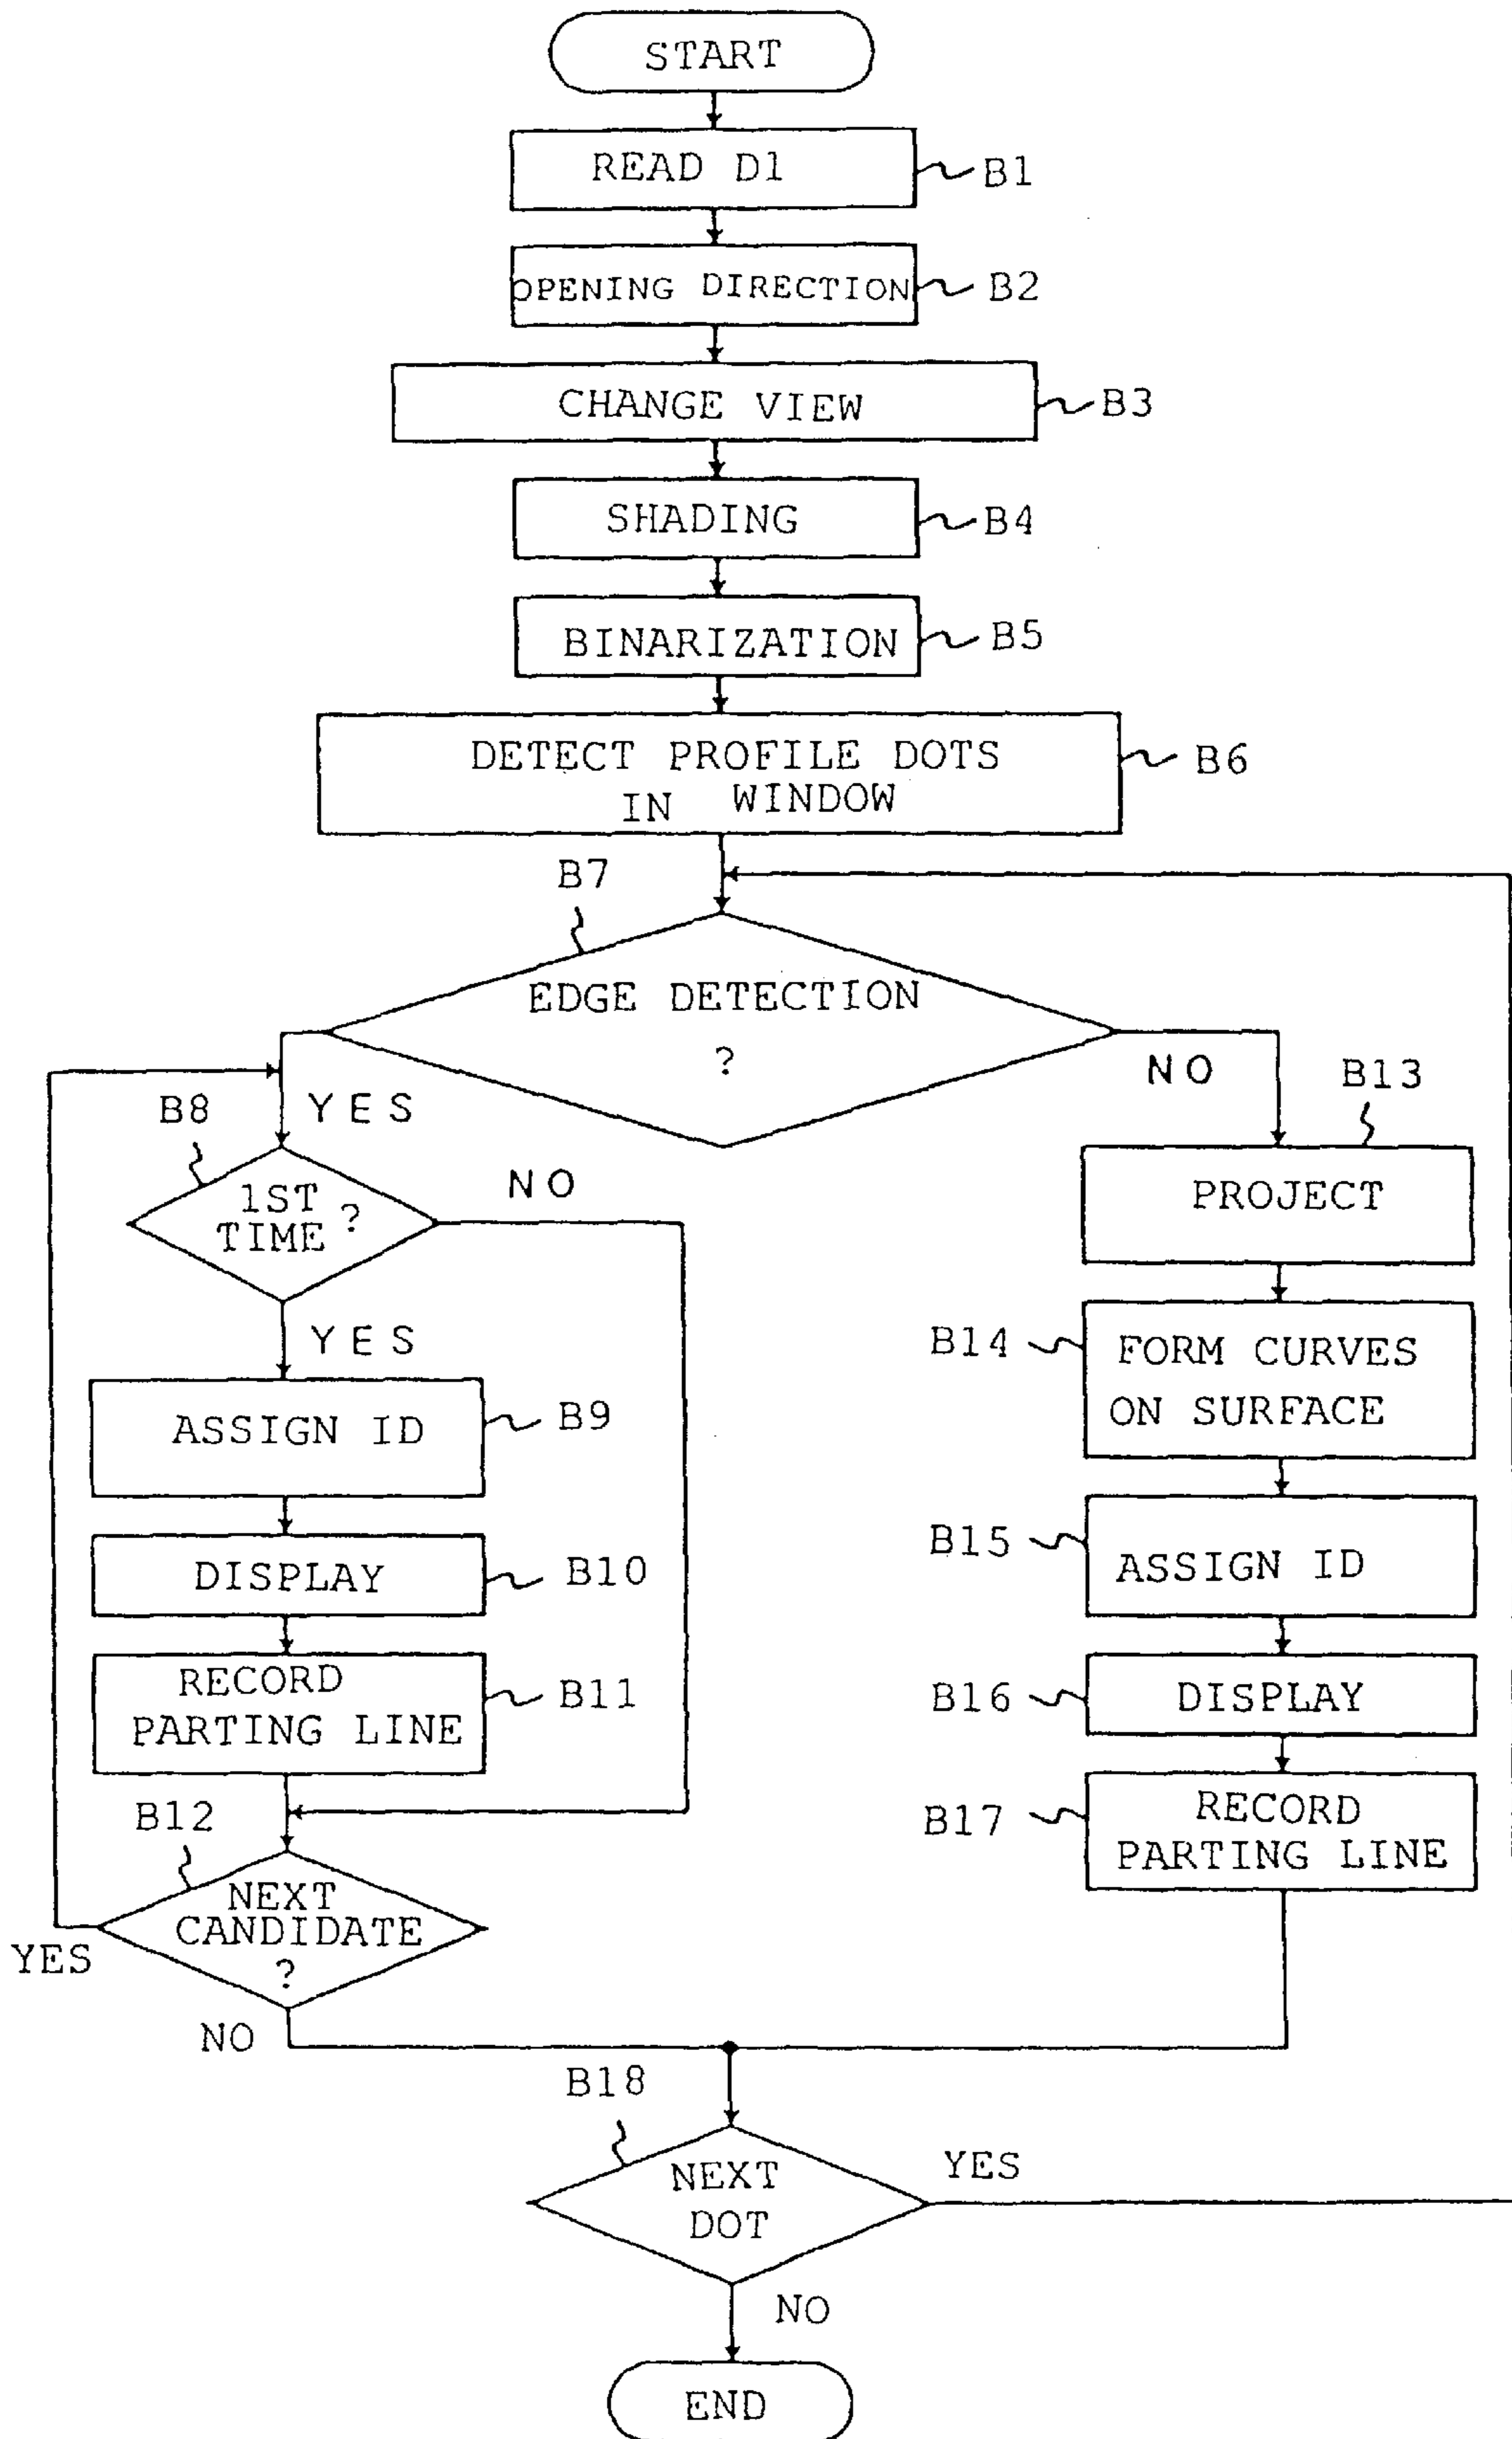 START
READ D1
B1
OPENING DIRECTION
B2
CHANGE VIEW
B3
SHADING
B4
BINARIZATION
B5
DETECT PROFILE DOTS
IN WINDOW
B6
B7
EDGE DETECTION
?
YES
NO
B8
1ST
TIME ?
NO
YES
ASSIGN ID
B9
DISPLAY
B10
RECORD
PARTING LINE
B11
B12
NEXT
CANDIDATE
?
YES
NO
B13
PROJECT
B14
FORM CURVES
ON SURFACE
B15
ASSIGN ID
B16
DISPLAY
B17
RECORD
PARTING LINE
B18
NEXT
DOT
YES
NO
END